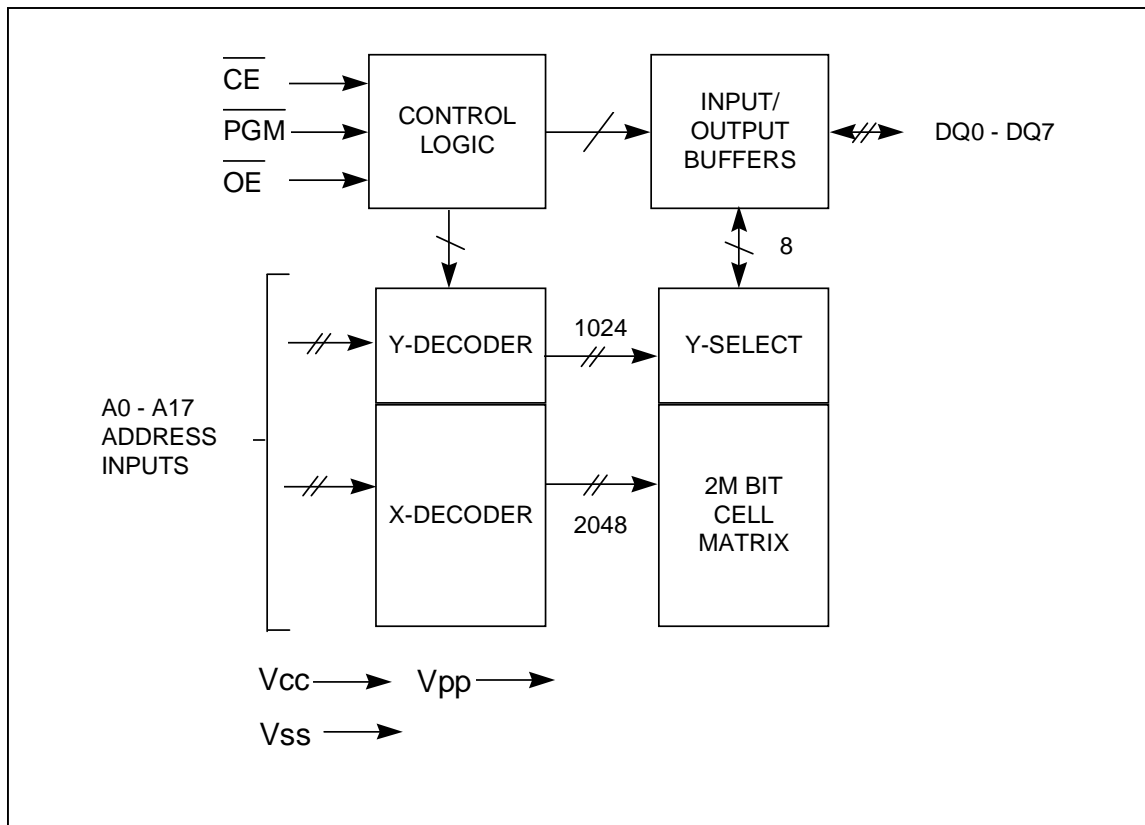 CE
PGM
OE
CONTROL
LOGIC
INPUT/
OUTPUT
BUFFERS
DQ0 - DQ7
8
A0 - A17
ADDRESS
INPUTS
Y-DECODER
1024
Y-SELECT
X-DECODER
2048
2M BIT
CELL
MATRIX
Vcc
Vpp
Vss